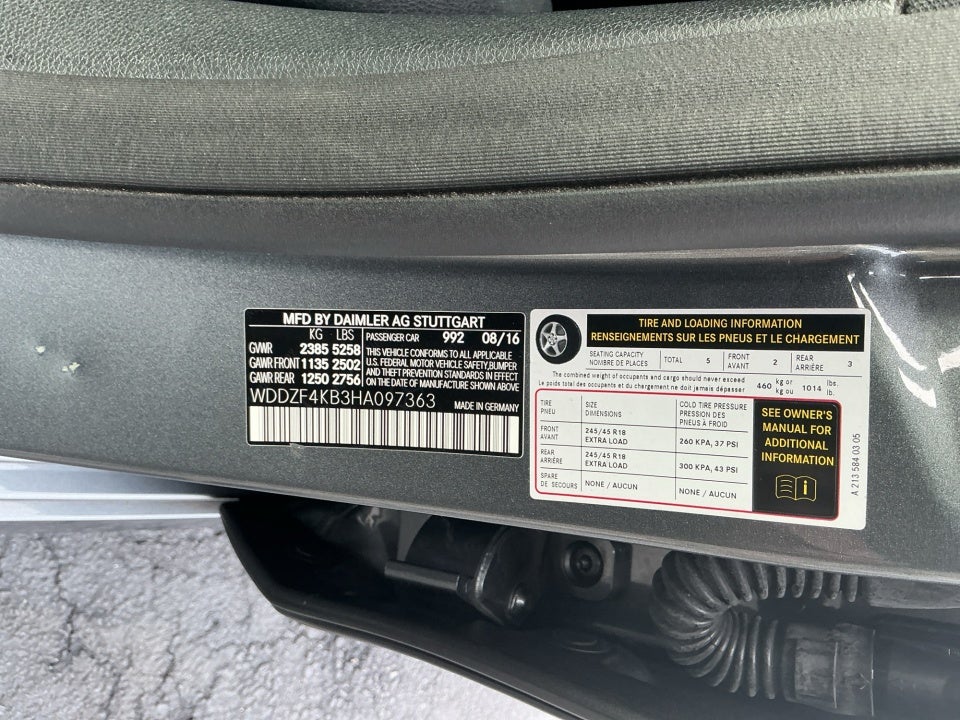 MFD BY DAIMLER AG STUTTGART
KG LBS
GVWR 2385 5258
GAWR FRONT 1135 2502
GAWR REAR 1250 2756
PASSENGER CAR 992 08/16
THIS VEHICLE CONFORMS TO ALL APPLICABLE
U.S. FEDERAL MOTOR VEHICLE SAFETY,BUMPER
AND THEFT PREVENTION STANDARDS IN EFFECT
ON DATE OF MANUFACTURE SHOWN ABOVE
WDDZF4KB3HA097363
MADE IN GERMANY
TIRE AND LOADING INFORMATION
RENSEIGNEMENTS SUR LES PNEUS ET LE CHARGEMENT
SEATING CAPACITY
NOMBRE DE PLACES
TOTAL 5
FRONT
AVANT
2
REAR
ARRIÈRE
3
The combined weight of occupants and cargo should never exceed
Le poids total des occupants et du chargement ne doit jamais dépasser
460 kg or
kg ou
1014 lbs.
lb.
TIRE
PNEU
SIZE
DIMENSIONS
COLD TIRE PRESSURE
PRESSION DES
PNEUS À FROID
FRONT
AVANT
245/45 R18
EXTRA LOAD
260 KPA, 37 PSI
REAR
ARRIÈRE
245/45 R18
EXTRA LOAD
300 KPA, 43 PSI
SPARE
DE SECOURS
NONE / AUCUN
NONE / AUCUN
SEE OWNER'S
MANUAL FOR
ADDITIONAL
INFORMATION
i
A 213 584 03 05